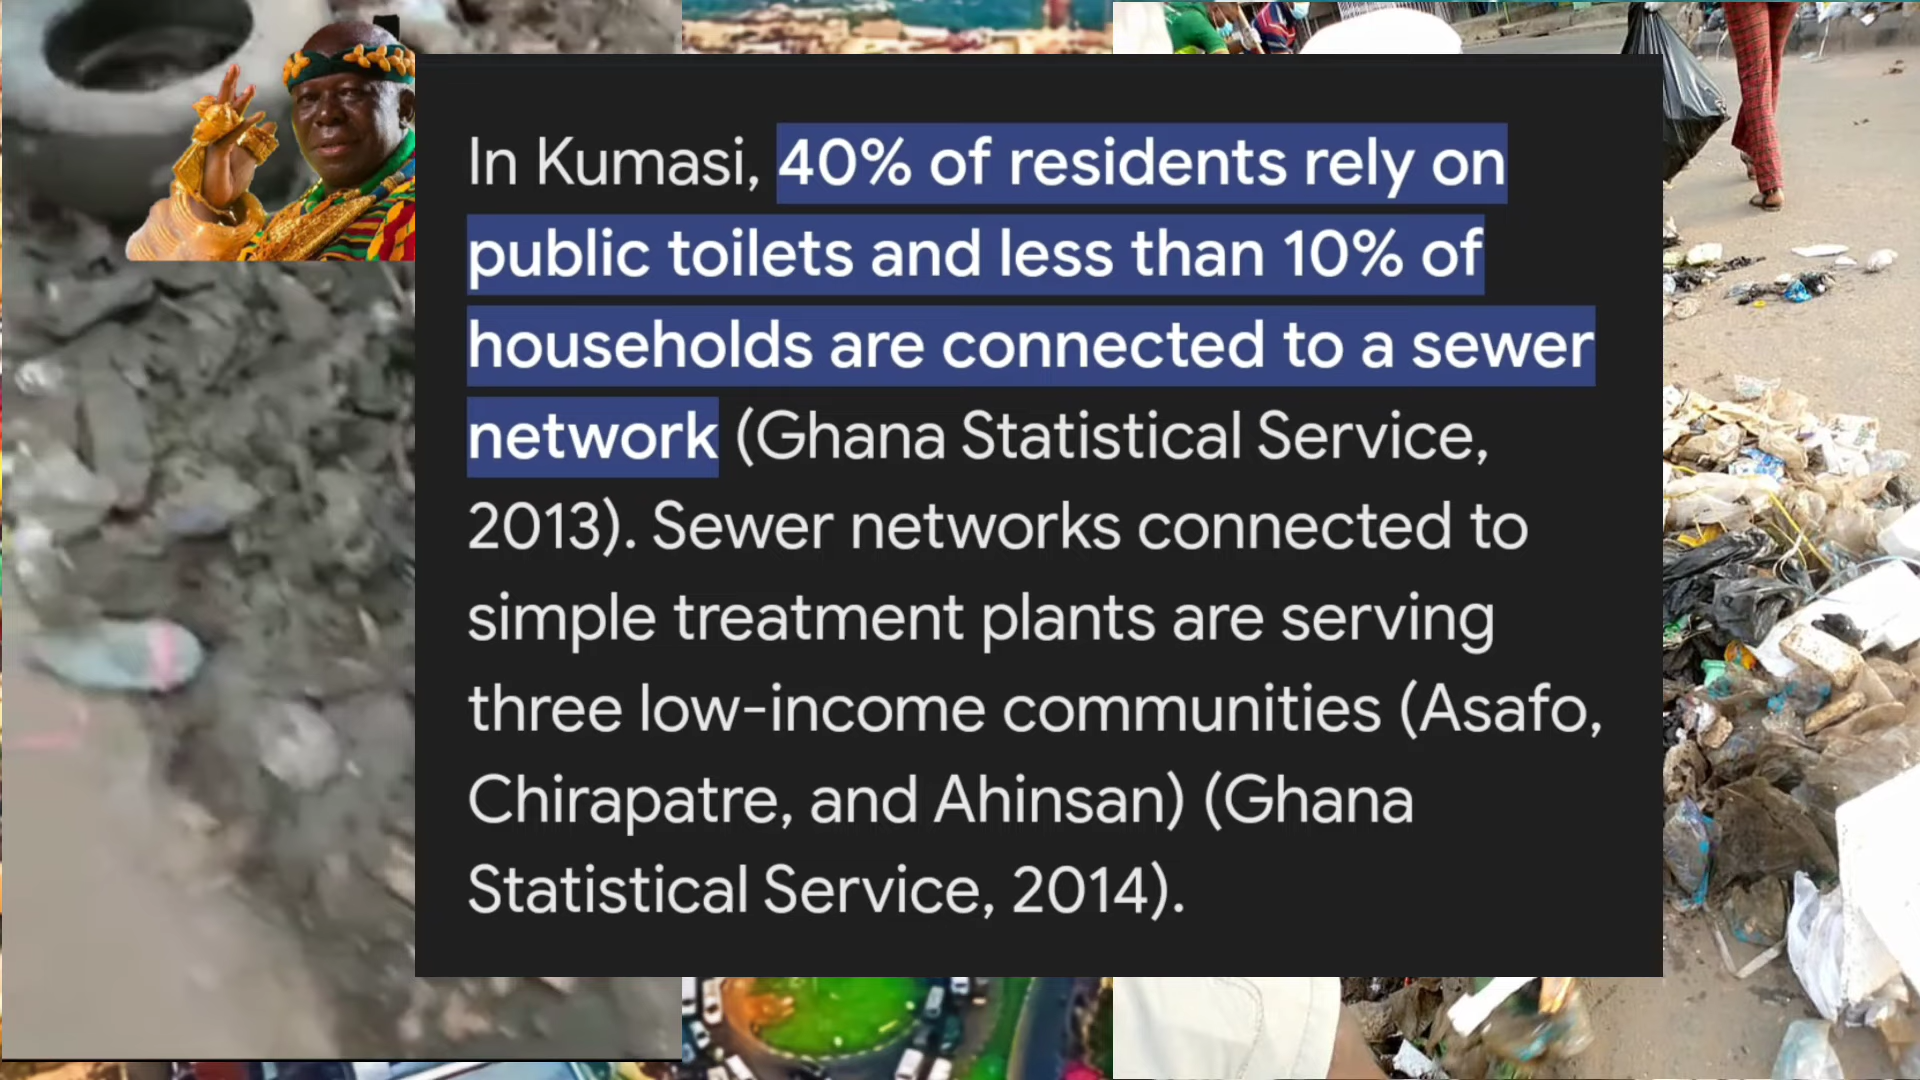 In Kumasi, 40% of residents rely on
public toilets and less than 10% of
households are connected to a sewer
network (Ghana Statistical Service,
2013). Sewer networks connected to
simple treatment plants are serving
three low-income communities (Asafo,
Chirapatre, and Ahinsan) (Ghana
Statistical Service, 2014).